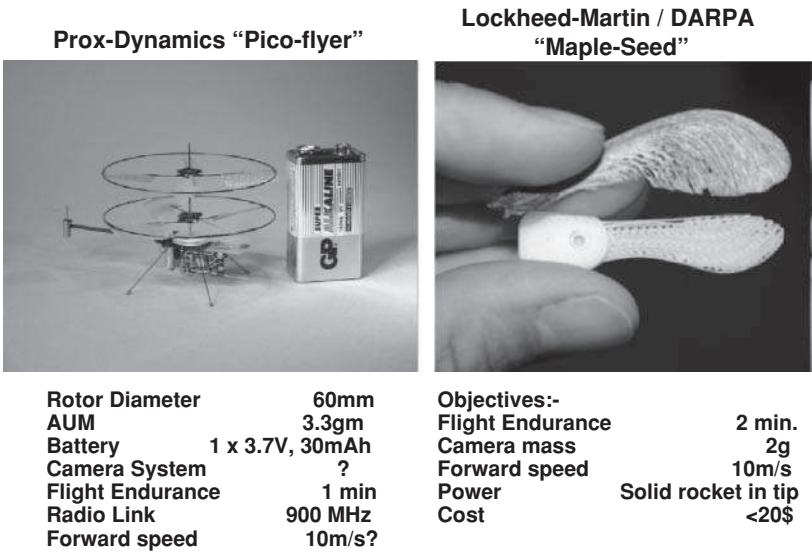 Prox-Dynamics “Pico-flyer”
SUPER
ALKALINE
GP
Rotor Diameter 60mm
AUM 3.3gm
Battery 1 x 3.7V, 30mAh
Camera System ?
Flight Endurance 1 min
Radio Link 900 MHz
Forward speed 10m/s?
Lockheed-Martin / DARPA
“Maple-Seed”
Objectives:-
Flight Endurance 2 min.
Camera mass 2g
Forward speed 10m/s
Power Solid rocket in tip
Cost <20$